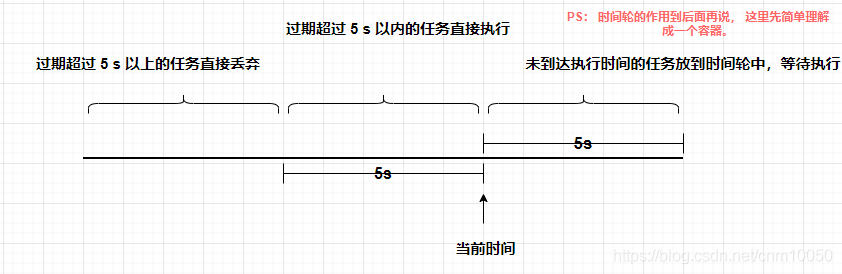 PS： 时间轮的作用到后面再说， 这里先简单理解
成一个容器。
过期超过 5 s 以内的任务直接执行
过期超过 5 s 以上的任务直接丢弃
未到达执行时间的任务放到时间轮中，等待执行
5s
5s
当前时间
https://blog.csdn.net/cnm10050